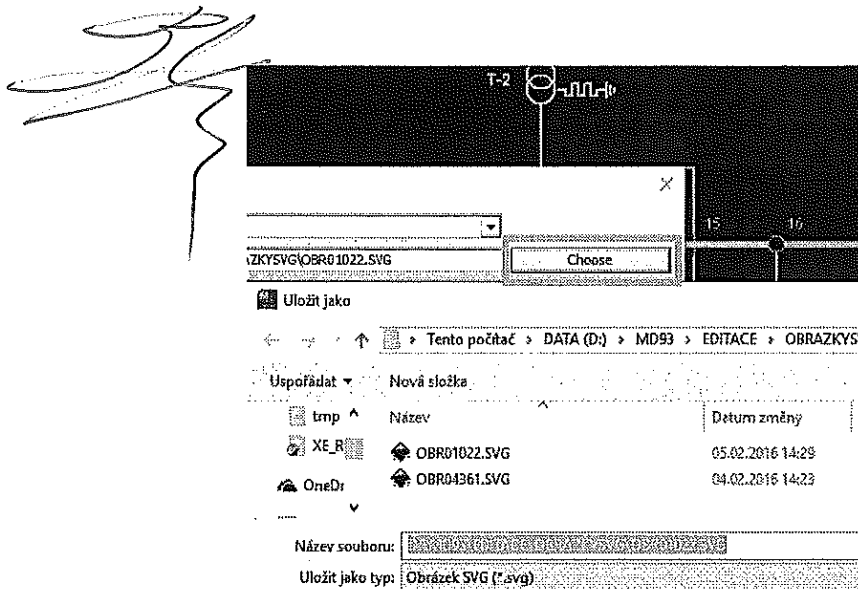 T-2
15 16
\ZKYSVG\OBR01022.SVG
Choose
Uložit jako
Tento počítač › DATA (D:) › MD93 › EDITACE › OBRAZKYS
Uspořádat Nová složka
tmp Název Datum změny
XE_R OBR01022.SVG 05.02.2016 14:29
OneDr OBR04361.SVG 04.02.2016 14:23
Název souboru:
Uložit jako typ: Obrázek SVG (*.svg)